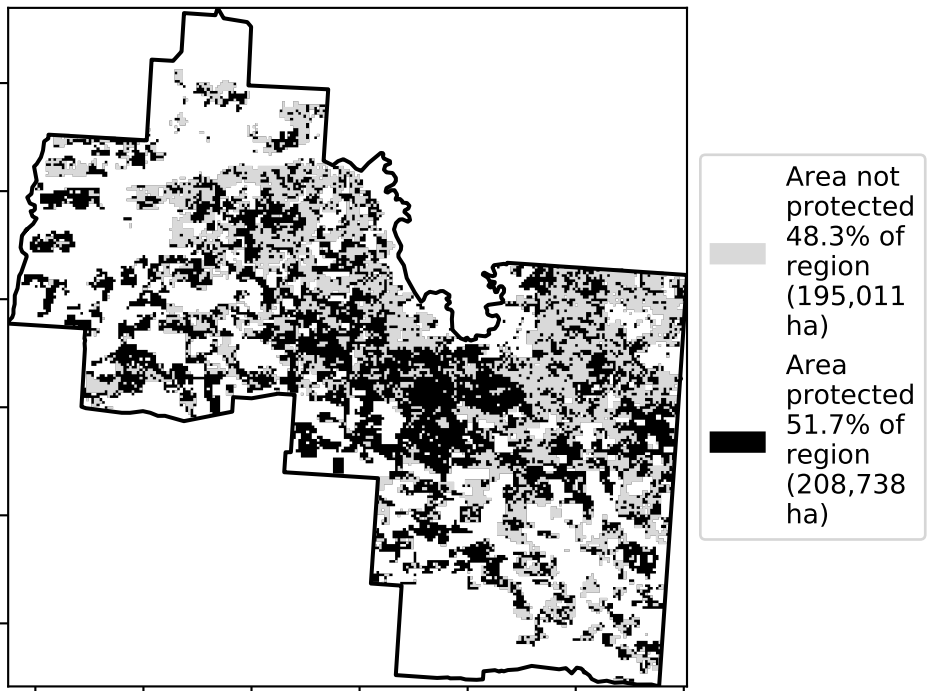 Area not
protected
48.3% of
region
(195,011
ha)
Area
protected
51.7% of
region
(208,738
ha)